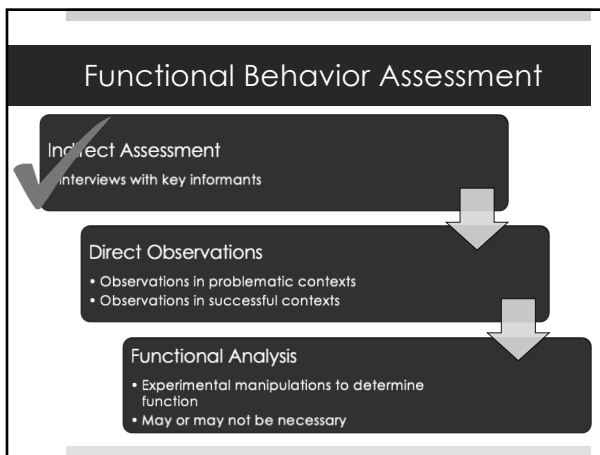 Functional Behavior Assessment
Indirect Assessment
• Interviews with key informants
Direct Observations
• Observations in problematic contexts
• Observations in successful contexts
Functional Analysis
• Experimental manipulations to determine
function
• May or may not be necessary